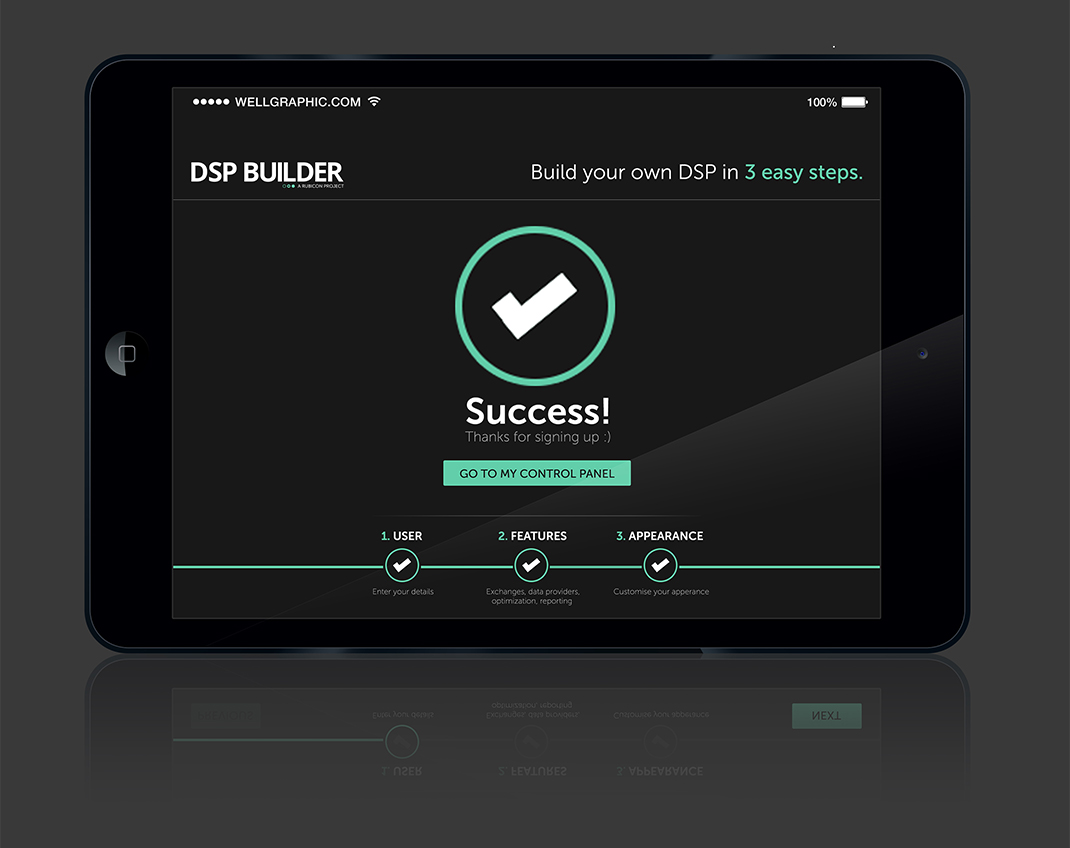 WELLGRAPHIC.COM 100%
DSP BUILDER
A RUBICON PROJECT
Build your own DSP in 3 easy steps.
Success!
Thanks for signing up :)
GO TO MY CONTROL PANEL
1. USER 2. FEATURES 3. APPEARANCE
Enter your details Exchanges, data providers, Customise your apperance
optimization, reporting
optimization, reporting
Enter your details Exchanges, data providers, Customise your apperance NEXT
1. USER 2. FEATURES 3. APPEARANCE